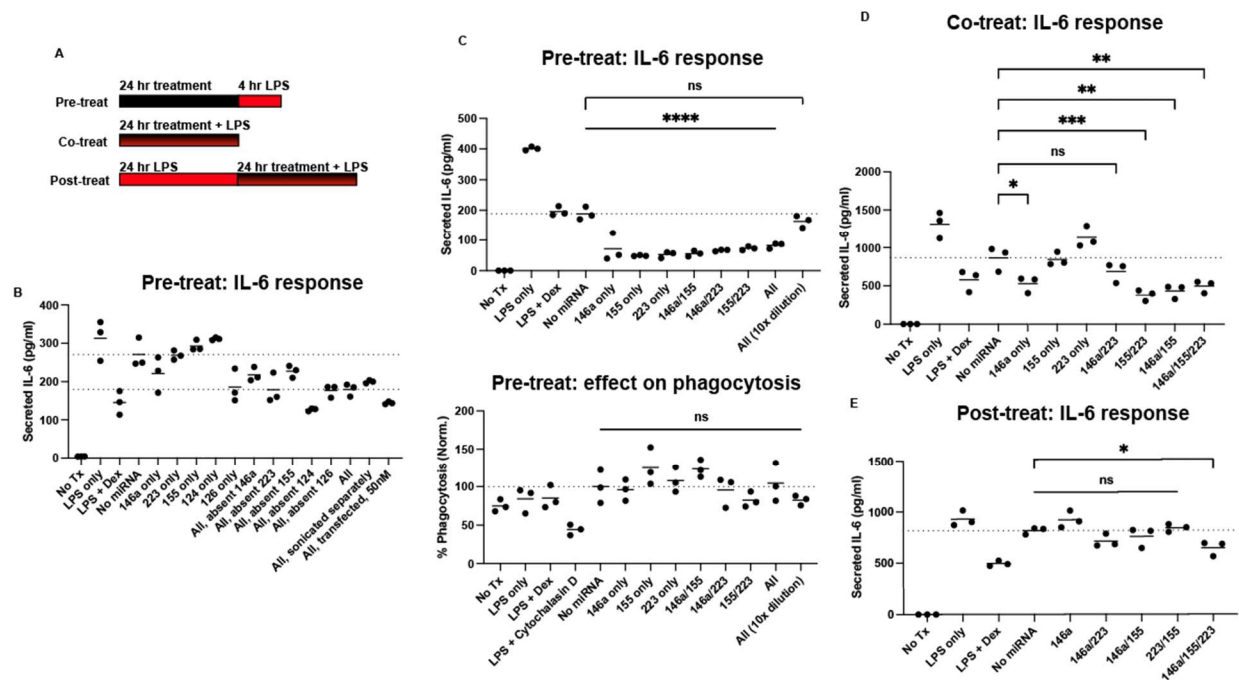 A
24 hr treatment
4 hr LPS
Pre-treat
24 hr treatment + LPS
Co-treat
24 hr LPS
24 hr treatment + LPS
Post-treat
B
Pre-treat: IL-6 response
Secreted IL-6 (pg/ml)
400
300
200
100
0
No Tx
LPS only
LPS + Dex
No miRNA
146a only
223 only
155 only
124 only
126 only
All, absent 146a
All, absent 223
All, absent 155
All, absent 124
All, absent 126
All
All, sonicated separately
All, transfected, 50nM
C
Pre-treat: IL-6 response
ns
****
Secreted IL-6 (pg/ml)
500
400
300
200
100
0
No Tx
LPS only
LPS + Dex
No miRNA
146a only
155 only
223 only
146a/155
146a/223
155/223
All
All (10x dilution)
Pre-treat: effect on phagocytosis
ns
% Phagocytosis (Norm.)
200
150
100
50
0
No Tx
LPS only
LPS + Dex
LPS + Cytochalasin D
No miRNA
146a only
155 only
223 only
146a/155
146a/223
155/223
All
All (10x dilution)
D
Co-treat: IL-6 response
**
**
***
ns
*
Secreted IL-6 (pg/ml)
2000
1500
1000
500
0
No Tx
LPS only
LPS + Dex
No miRNA
146a only
155 only
223 only
146a/223
155/223
146a/155
146a/155/223
E
Post-treat: IL-6 response
*
ns
Secreted IL-6 (pg/ml)
1500
1000
500
0
No Tx
LPS only
LPS + Dex
No miRNA
146a
146a/223
146a/155
223/155
146a/155/223